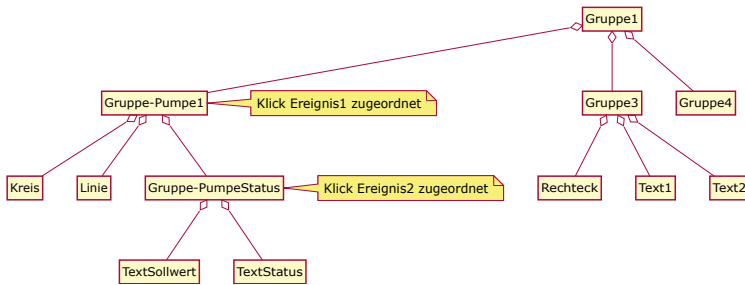 Gruppe1
Gruppe-Pumpe1
Klick Ereignis1 zugeordnet
Gruppe3
Gruppe4
Kreis
Linie
Gruppe-PumpeStatus
Klick Ereignis2 zugeordnet
Rechteck
Text1
Text2
TextSollwert
TextStatus